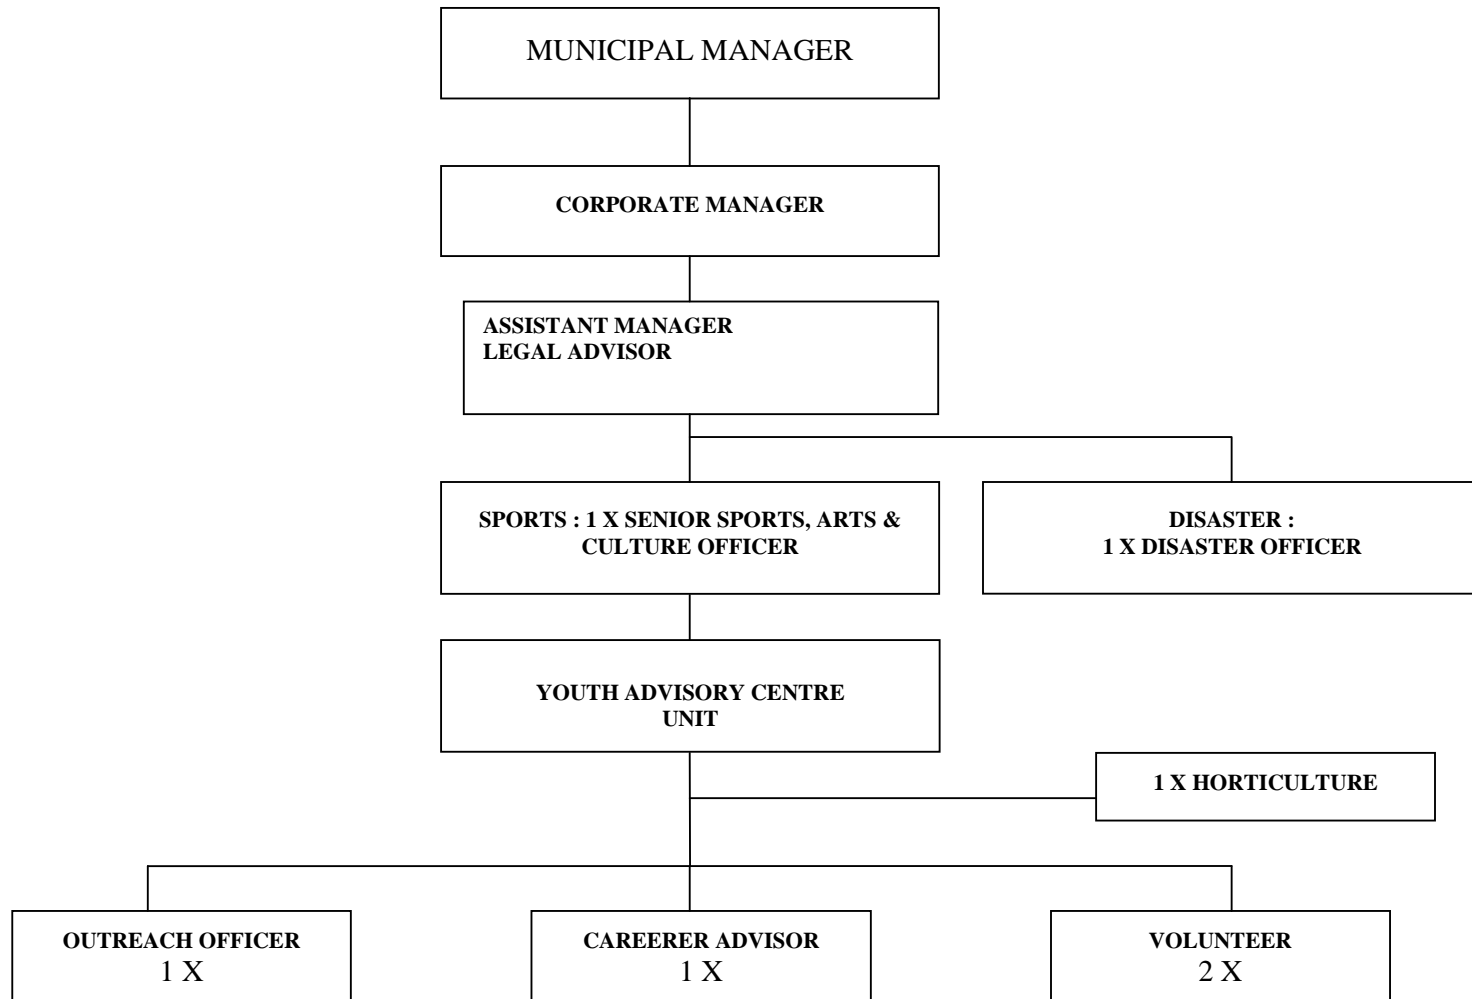 MUNICIPAL MANAGER
CORPORATE MANAGER
ASSISTANT MANAGER
LEGAL ADVISOR
SPORTS : 1 X SENIOR SPORTS, ARTS &
CULTURE OFFICER
DISASTER :
1 X DISASTER OFFICER
YOUTH ADVISORY CENTRE
UNIT
1 X HORTICULTURE
OUTREACH OFFICER
1 X
CAREERER ADVISOR
1 X
VOLUNTEER
2 X